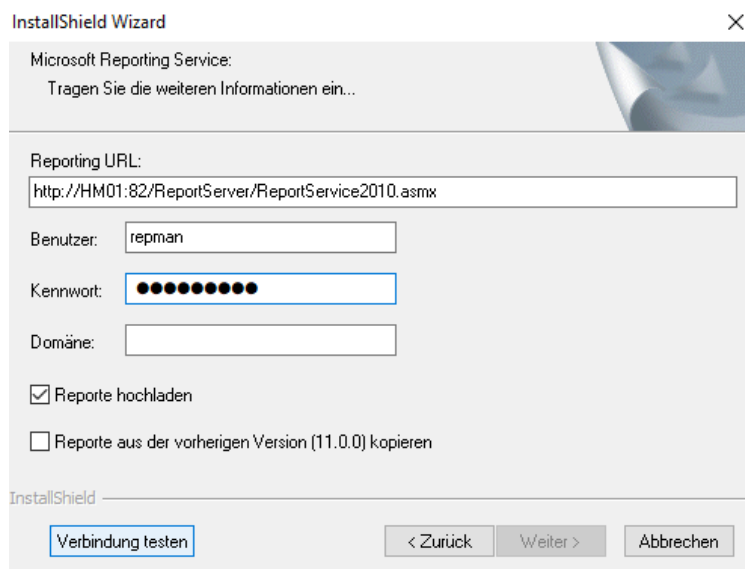 InstallShield Wizard
Microsoft Reporting Service:
Tragen Sie die weiteren Informationen ein...
Reporting URL:
http://HM01:82/ReportServer/ReportService2010.asmx
Benutzer: repman
Kennwort: ●●●●●●●●●
Domäne:
Reporte hochladen
Reporte aus der vorherigen Version (11.0.0) kopieren
InstallShield
Verbindung testen < Zurück Weiter > Abbrechen